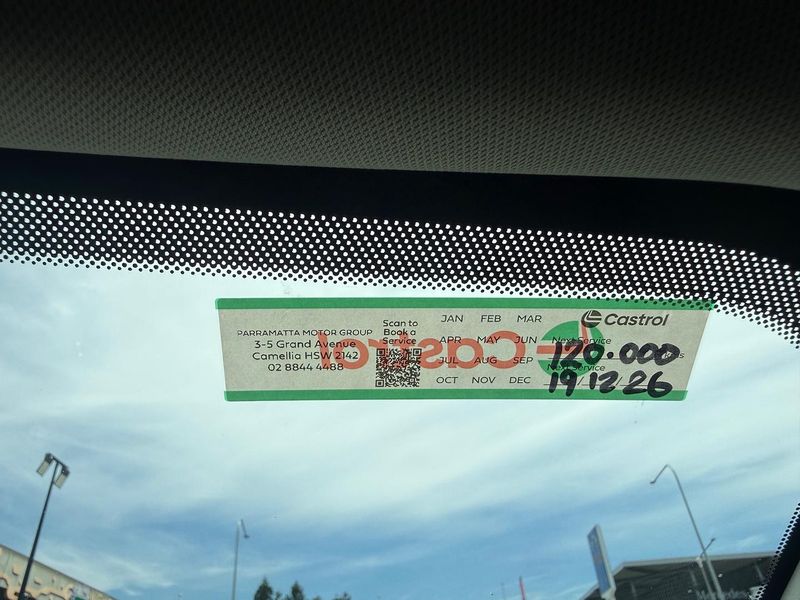 PARRAMATTA MOTOR GROUP
3-5 Grand Avenue
Camellia HSW 2142
02 8844 4488
Scan to
Book a
Service
JAN FEB MAR
APR MAY JUN
JUL AUG SEP
OCT NOV DEC
Castrol
Next Service
120.000
Next Service
19/12/26
Castrol